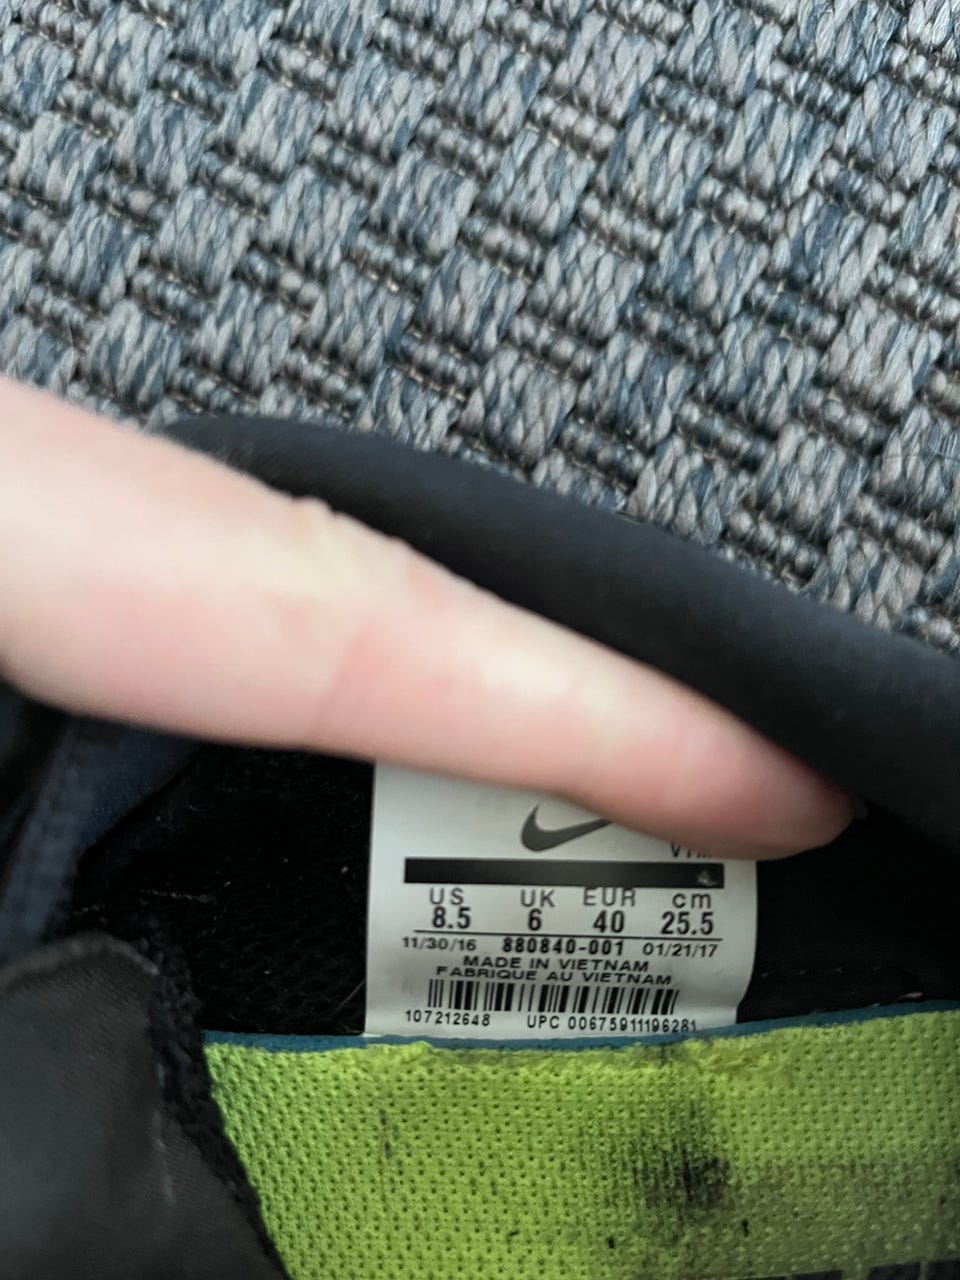 US UK EUR cm
8.5 6 40 25.5
11/30/16 880840-001 01/21/17
MADE IN VIETNAM
FABRIQUE AU VIETNAM
107212648 UPC 00675911196281